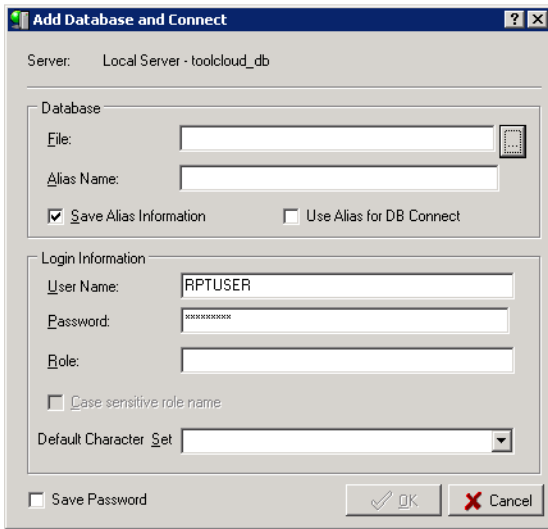 Add Database and Connect
Server: Local Server - toolcloud_db
Database
File:
...
Alias Name:
Save Alias Information Use Alias for DB Connect
Login Information
User Name: RPTUSER
Password: *********
Role:
Case sensitive role name
Default Character Set
Save Password OK Cancel